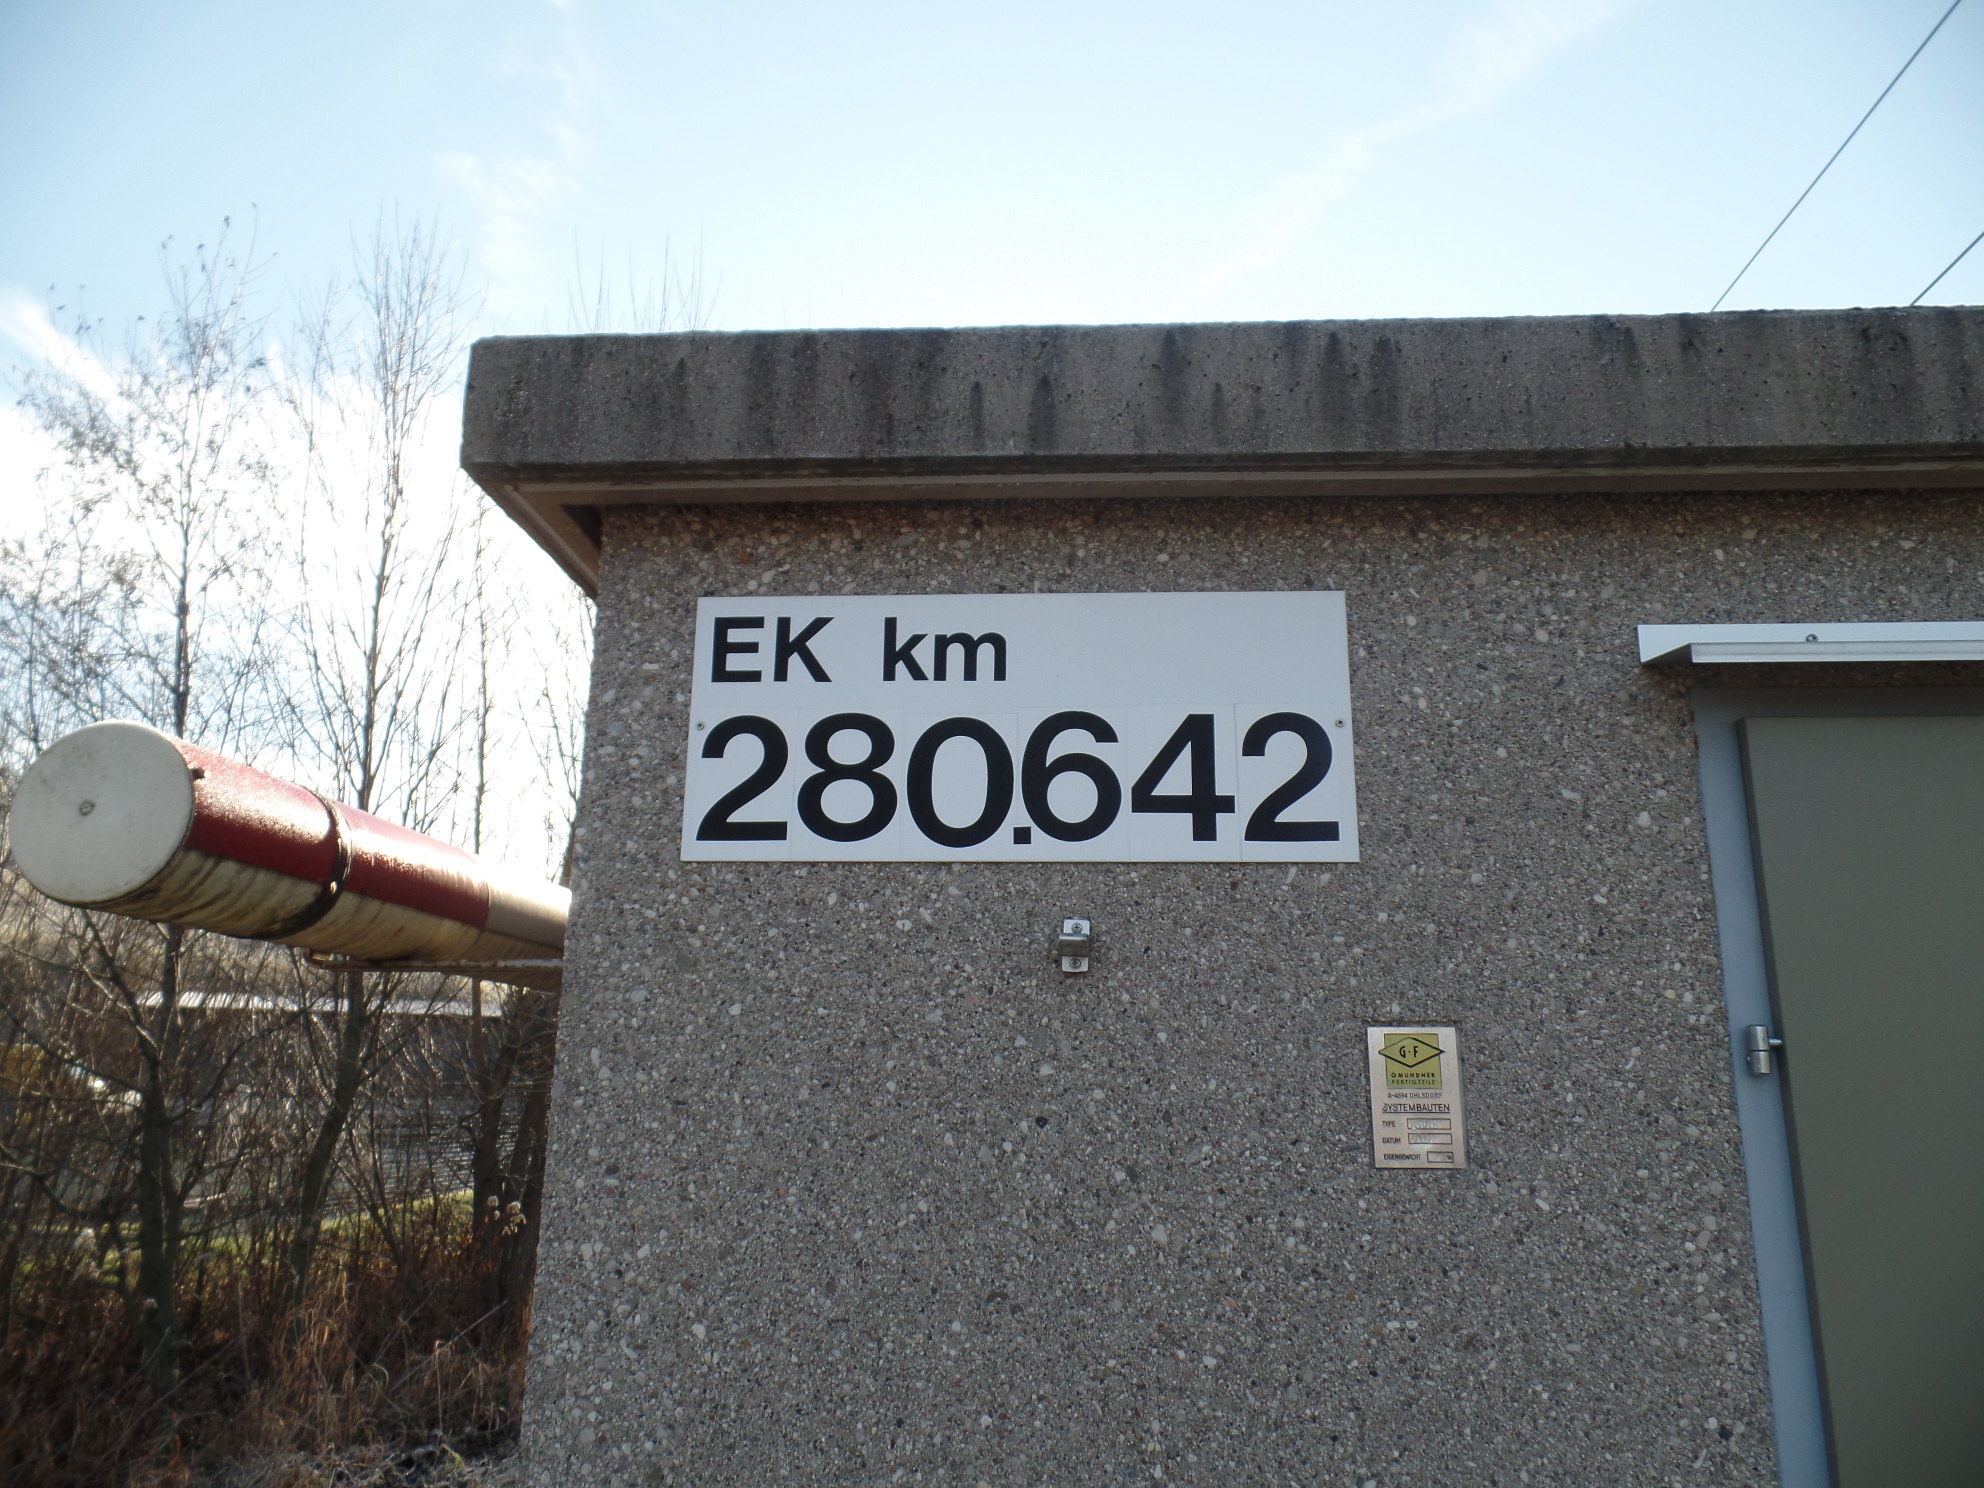 EK km
280.642
G·F
GMUNDNER
FERTIGTEILE
A-4694 OHLSDORF
SYSTEMBAUTEN
TYPE
DATUM
EIGENGEWICHT